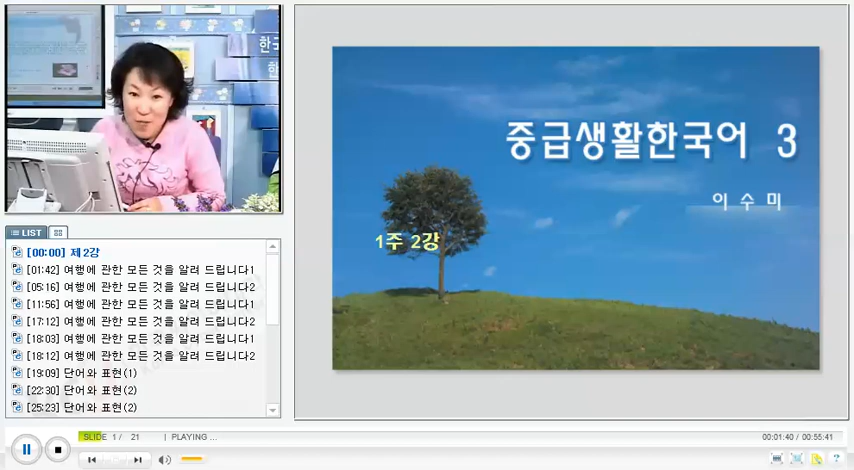 한국
한
중급생활한국어 3
이 수 미
1주 2강
LIST
[00:00] 제2강
[01:42] 여행에 관한 모든 것을 알려 드립니다1
[05:16] 여행에 관한 모든 것을 알려 드립니다2
[11:56] 여행에 관한 모든 것을 알려 드립니다1
[17:12] 여행에 관한 모든 것을 알려 드립니다2
[18:03] 여행에 관한 모든 것을 알려 드립니다1
[18:12] 여행에 관한 모든 것을 알려 드립니다2
[19:09] 단어와 표현(1)
[22:30] 단어와 표현(2)
[25:23] 단어와 표현(2)
SLIDE 1 / 21 | PLAYING ...
00:01:40 / 00:55:41